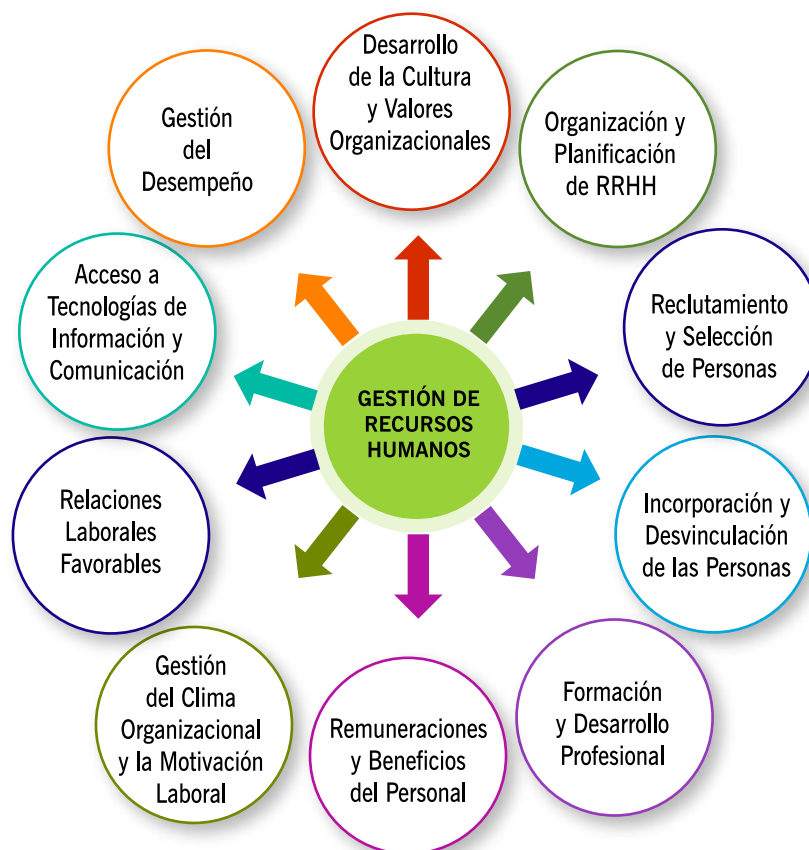 Desarrollo
de la Cultura
y Valores
Organizacionales
Organización y
Planificación
de RRHH
Reclutamiento
y Selección
de Personas
Incorporación y
Desvinculación
de las Personas
Formación
y Desarrollo
Profesional
Remuneraciones
y Beneficios
del Personal
Gestión
del Clima
Organizacional
y la Motivación
Laboral
Relaciones
Laborales
Favorables
Acceso a
Tecnologías de
Información y
Comunicación
Gestión
del
Desempeño
GESTIÓN DE
RECURSOS
HUMANOS